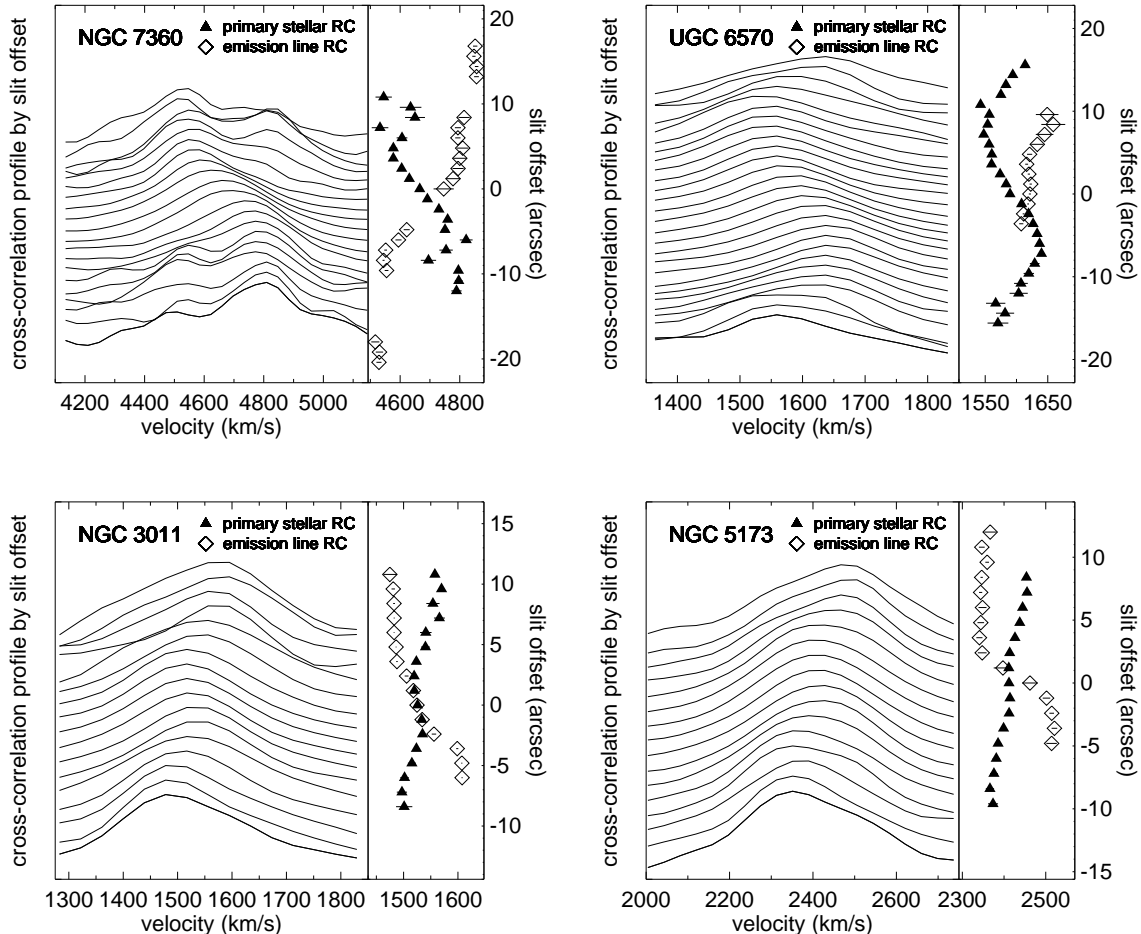 NGC 7360
primary stellar RC
emission line RC
cross-correlation profile by slit offset
20
10
0
-10
-20
slit offset (arcsec)
4200 4400 4600 4800 5000
4600 4800
velocity (km/s)
UGC 6570
primary stellar RC
emission line RC
cross-correlation profile by slit offset
20
10
0
-10
-20
slit offset (arcsec)
1400 1500 1600 1700 1800
1550 1650
velocity (km/s)
NGC 3011
primary stellar RC
emission line RC
cross-correlation profile by slit offset
15
10
5
0
-5
-10
slit offset (arcsec)
1300 1400 1500 1600 1700 1800
1500 1600
velocity (km/s)
NGC 5173
primary stellar RC
emission line RC
cross-correlation profile by slit offset
10
5
0
-5
-10
-15
slit offset (arcsec)
2000 2200 2400 2600
2300 2500
velocity (km/s)